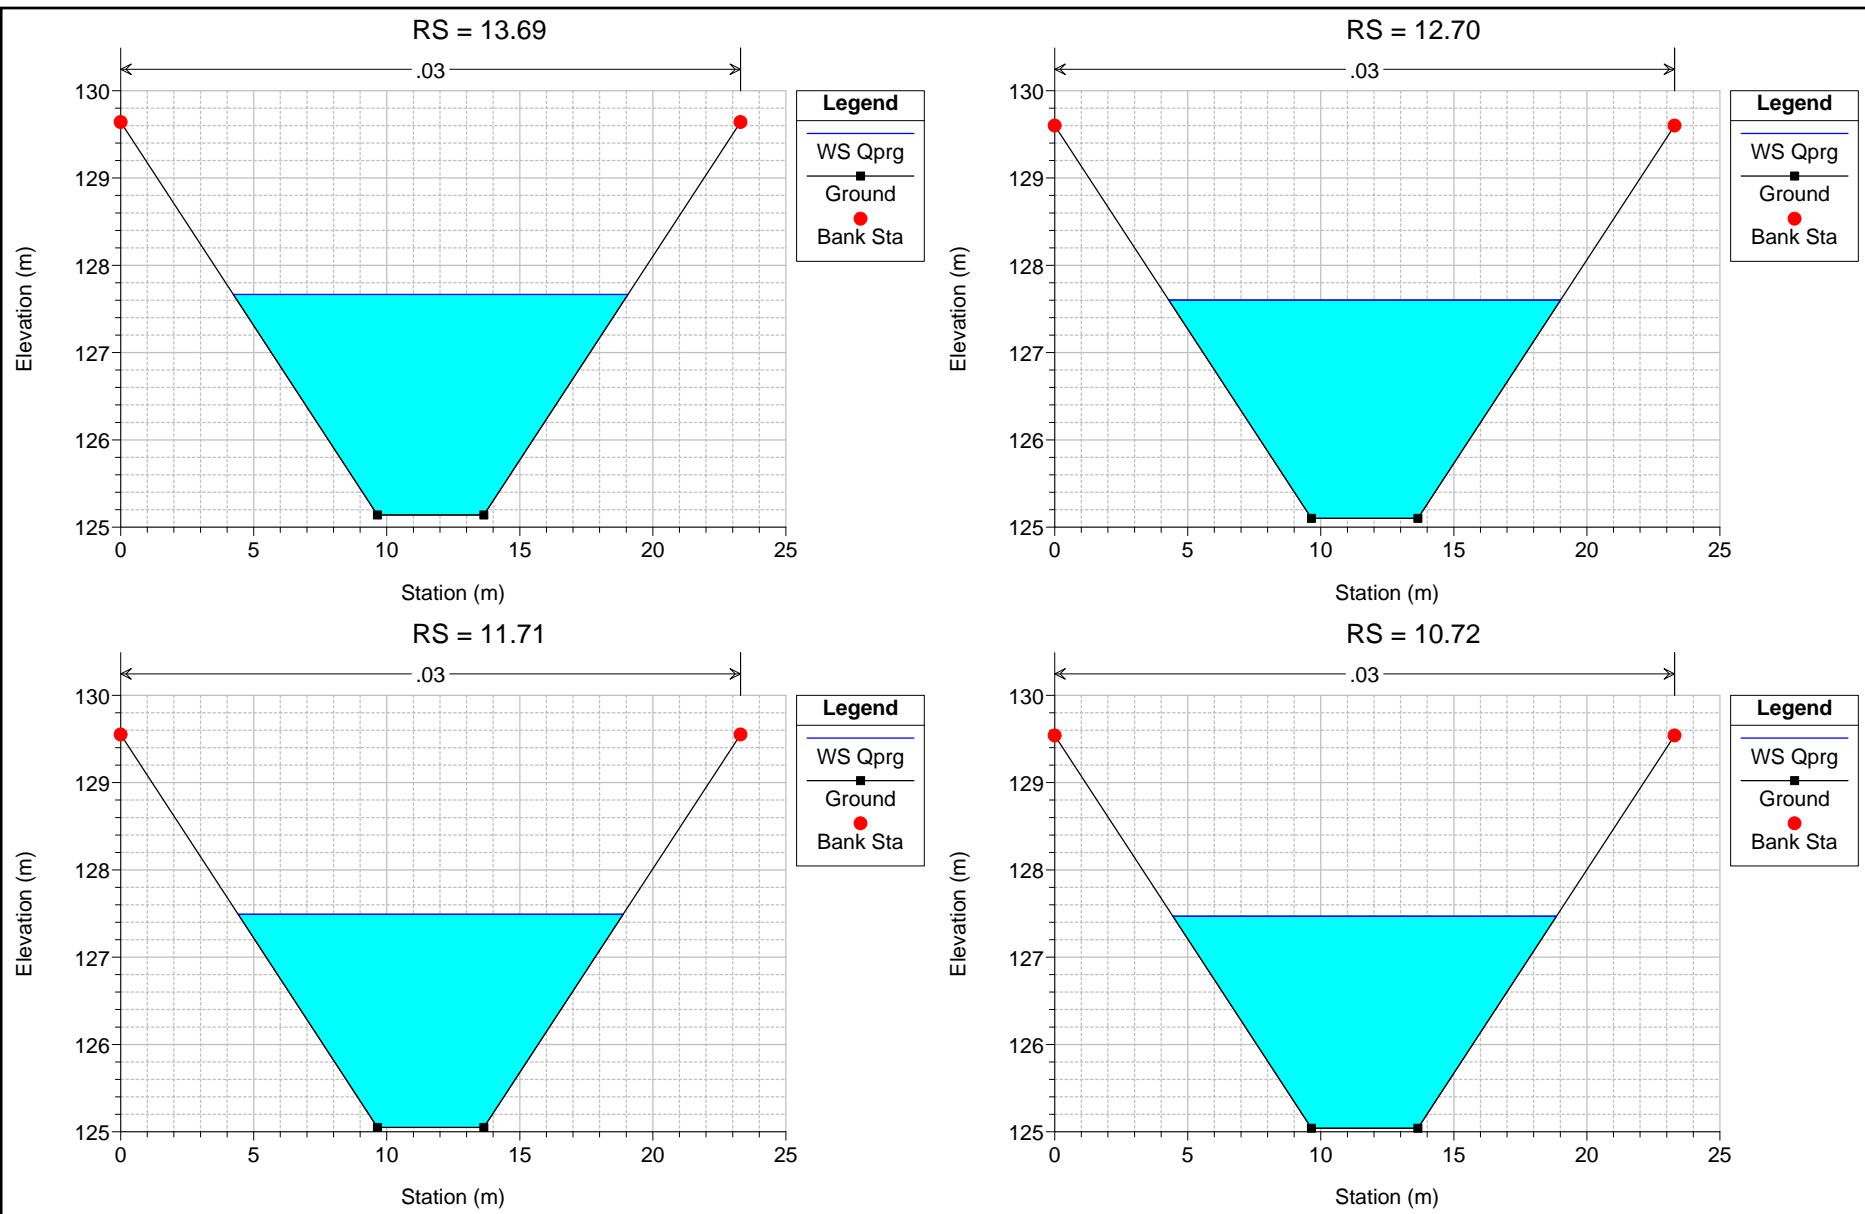 RS = 13.69
.03
130
129
128
127
126
125
0 5 10 15 20 25
Elevation (m)
Station (m)
Legend
WS Qprg
Ground
Bank Sta
RS = 12.70
.03
130
129
128
127
126
125
0 5 10 15 20 25
Elevation (m)
Station (m)
Legend
WS Qprg
Ground
Bank Sta
RS = 11.71
.03
130
129
128
127
126
125
0 5 10 15 20 25
Elevation (m)
Station (m)
Legend
WS Qprg
Ground
Bank Sta
RS = 10.72
.03
130
129
128
127
126
125
0 5 10 15 20 25
Elevation (m)
Station (m)
Legend
WS Qprg
Ground
Bank Sta